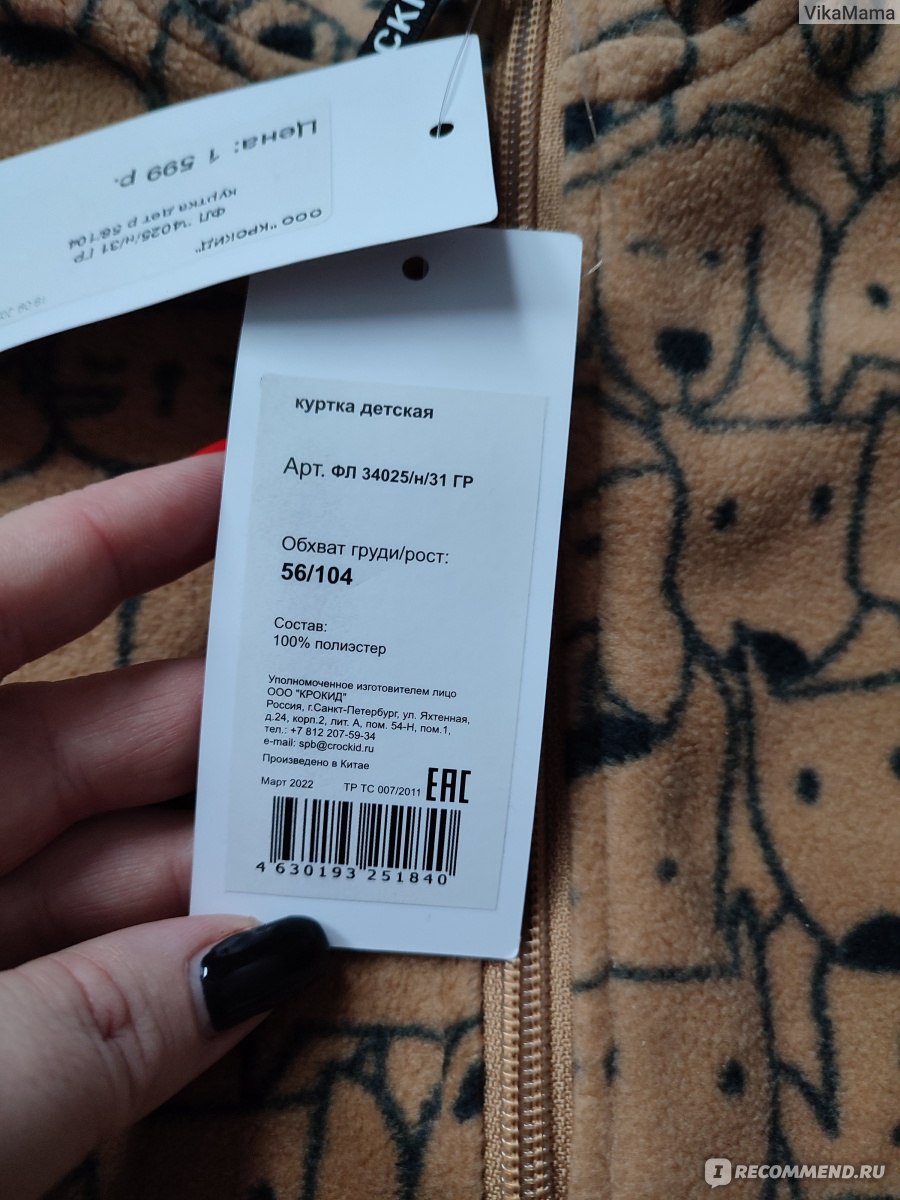 VikaMama
СКІ
Цена: 1 599 р.
ООО "КРОКИД"
ФЛ 34025/н/31 ГР
куртка дет р 56/104
куртка детская
Арт. ФЛ 34025/н/31 ГР
Обхват груди/рост:
56/104
Состав:
100% полиэстер
Уполномоченное изготовителем лицо
ООО "КРОКИД"
Россия, г.Санкт-Петербург, ул. Яхтенная,
д.24, корп.2, лит. А, пом. 54-Н, пом.1,
тел.: +7 812 207-59-34
e-mail: spb@crockid.ru
Произведено в Китае
Март 2022 ТР ТС 007/2011 EAC
4 630193 251840
IRECOMMEND.RU